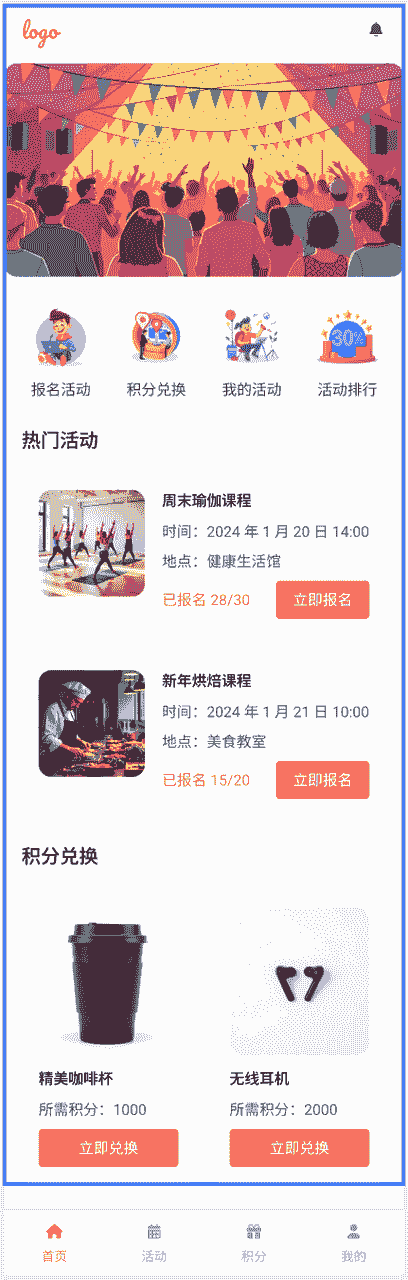 logo
报名活动 积分兑换 我的活动 活动排行
30%
热门活动
周末瑜伽课程
时间：2024 年 1 月 20 日 14:00
地点：健康生活馆
已报名 28/30 立即报名
新年烘焙课程
时间：2024 年 1 月 21 日 10:00
地点：美食教室
已报名 15/20 立即报名
积分兑换
精美咖啡杯 无线耳机
所需积分：1000 所需积分：2000
立即兑换 立即兑换
首页 活动 积分 我的